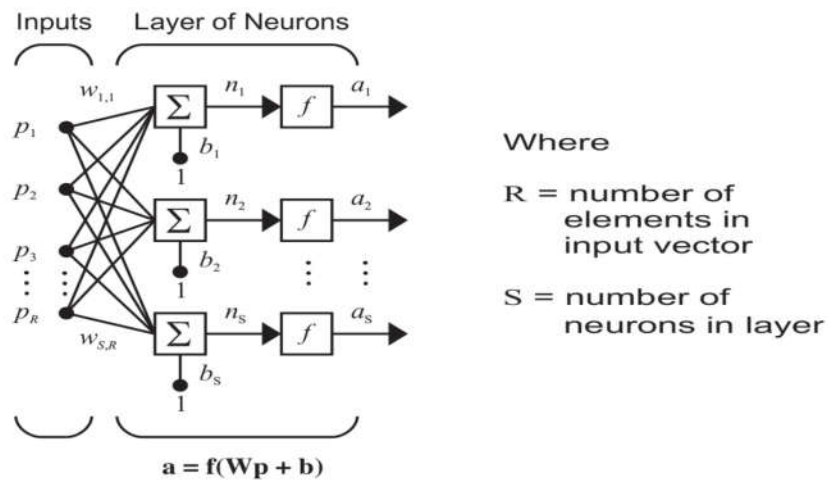 Inputs Layer of Neurons
w1,1 n1 a1
p1 Σ f
b1
1
p2 n2 a2
Σ f
p3 b2
1
pR nS aS
Σ f
wS,R bS
1
a = f(Wp + b)
Where
R = number of
elements in
input vector
S = number of
neurons in layer